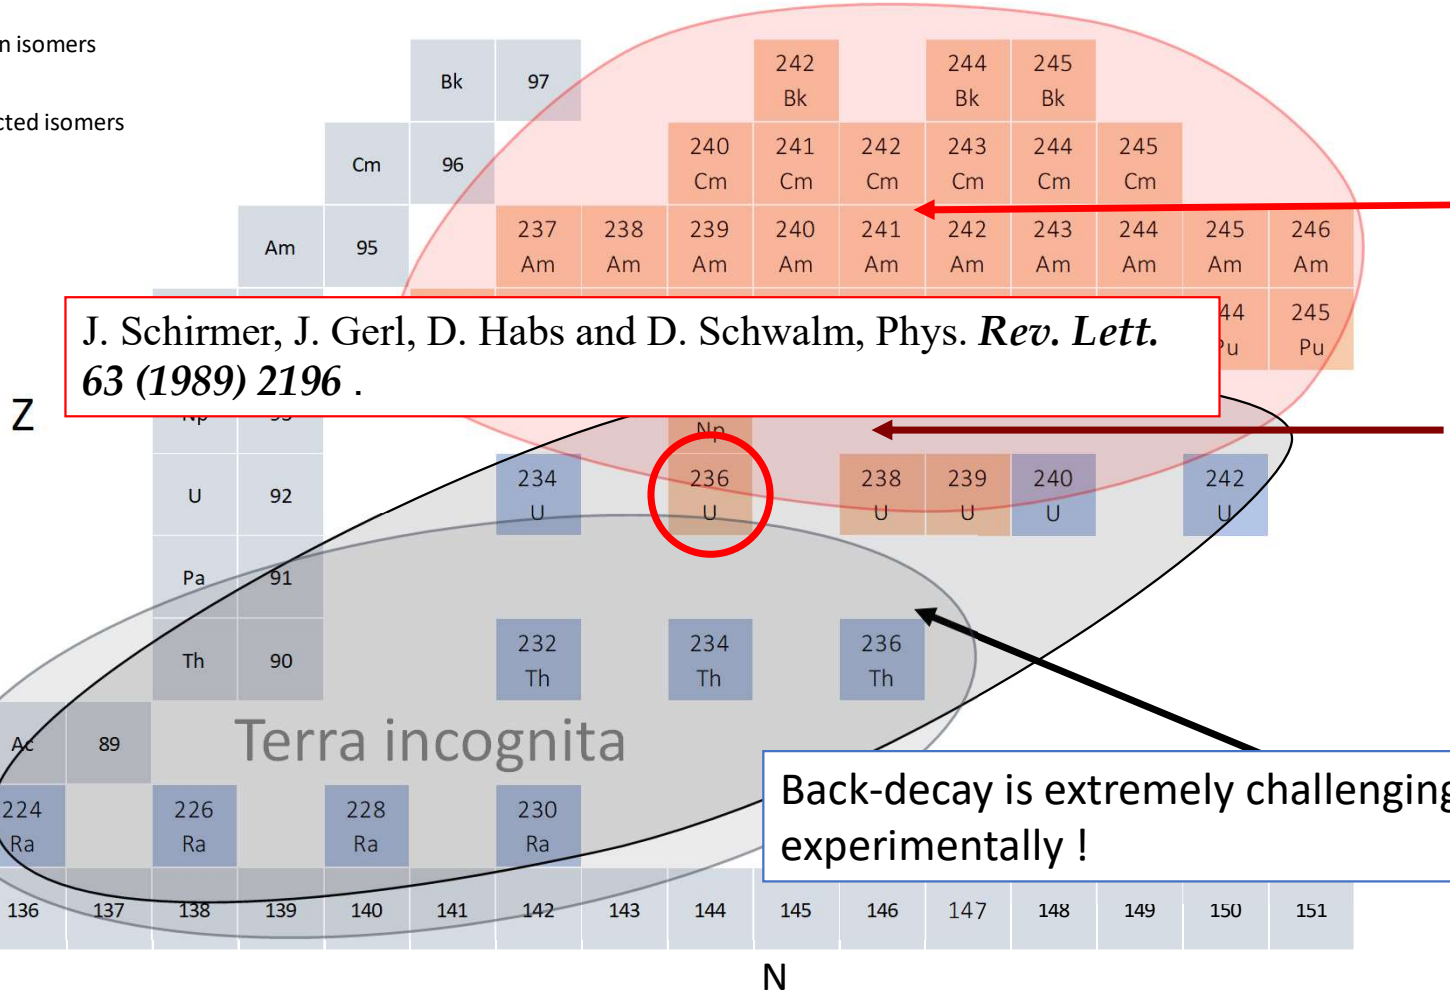 n isomers
cted isomers
Bk 97 242 Bk 244 Bk 245 Bk
Cm 96 240 Cm 241 Cm 242 Cm 243 Cm 244 Cm 245 Cm
Am 95 237 Am 238 Am 239 Am 240 Am 241 Am 242 Am 243 Am 244 Am 245 Am 246 Am
44 Pu 245 Pu
J. Schirmer, J. Gerl, D. Habs and D. Schwalm, Phys. Rev. Lett.
63 (1989) 2196 .
Z
Np 93 Np
U 92 234 U 236 U 238 U 239 U 240 U 242 U
Pa 91
Th 90 232 Th 234 Th 236 Th
Ac 89
Terra incognita
224 Ra 226 Ra 228 Ra 230 Ra
Back-decay is extremely challenging
experimentally !
136 137 138 139 140 141 142 143 144 145 146 147 148 149 150 151
N